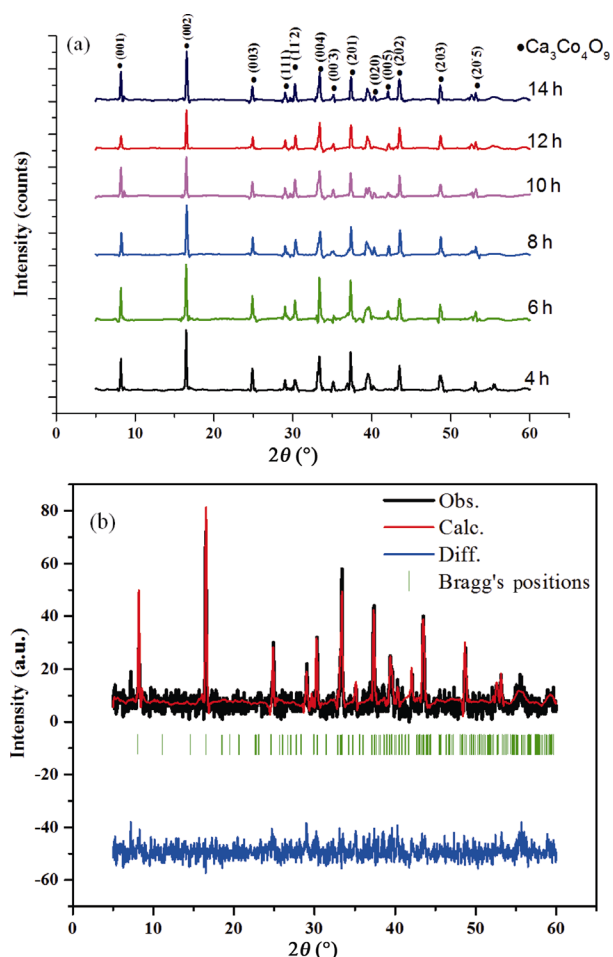 (a)
●Ca₃Co₄O₉
(001)
(002)
(003)
(111)
(11̄2)
(004)
(00̄3)
(201)
(020)
(005)
(202)
(203)
(20̄5)
14 h
12 h
10 h
8 h
6 h
4 h
Intensity (counts)
0 10 20 30 40 50 60
2θ (°)
(b)
Obs.
Calc.
Diff.
Bragg's positions
80
60
40
20
0
-20
-40
-60
Intensity (a.u.)
0 10 20 30 40 50 60
2θ (°)